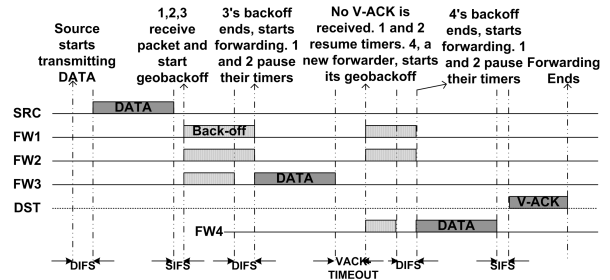 Source
starts
transmitting
DATA
1,2,3
receive
packet and
start
geobackoff
3's backoff
ends, starts
forwarding. 1
and 2 pause
their timers
No V-ACK is
received. 1 and 2
resume timers. 4, a
new forwarder, starts
its geobackoff
4's backoff
ends, starts
forwarding. 1
and 2 pause
their timers
Forwarding
Ends
SRC
DATA
FW1
Back-off
FW2
FW3
DATA
DST
V-ACK
FW4
DATA
DIFS
SIFS
DIFS
VACK-
TIMEOUT
DIFS
SIFS